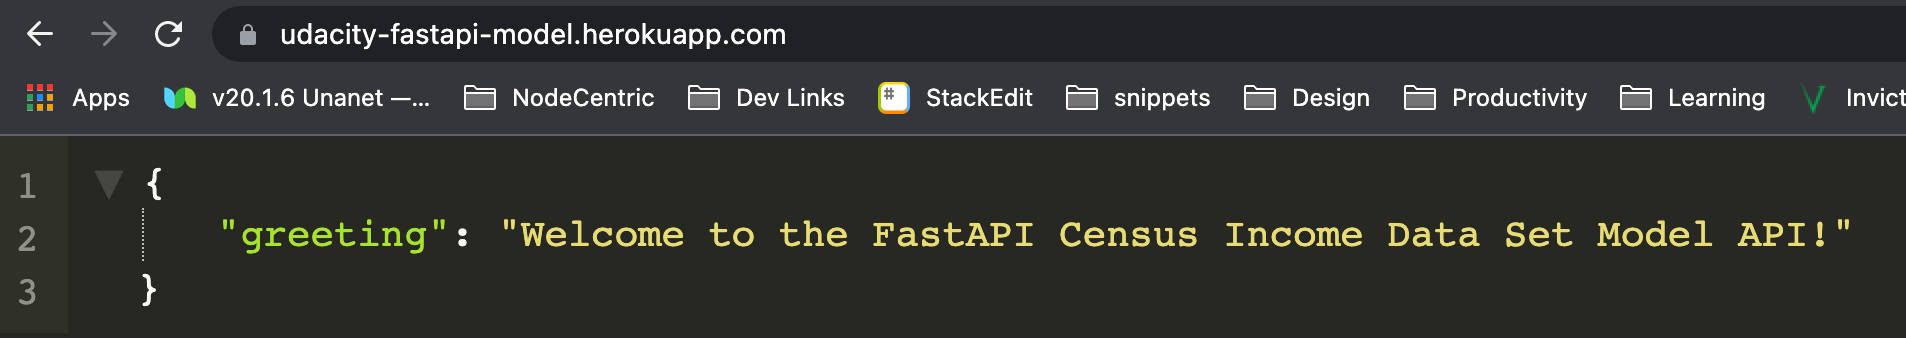 udacity-fastapi-model.herokuapp.com
Apps v20.1.6 Unanet —... NodeCentric Dev Links # StackEdit snippets Design Productivity Learning Invict
1 {
2 "greeting": "Welcome to the FastAPI Census Income Data Set Model API!"
3 }